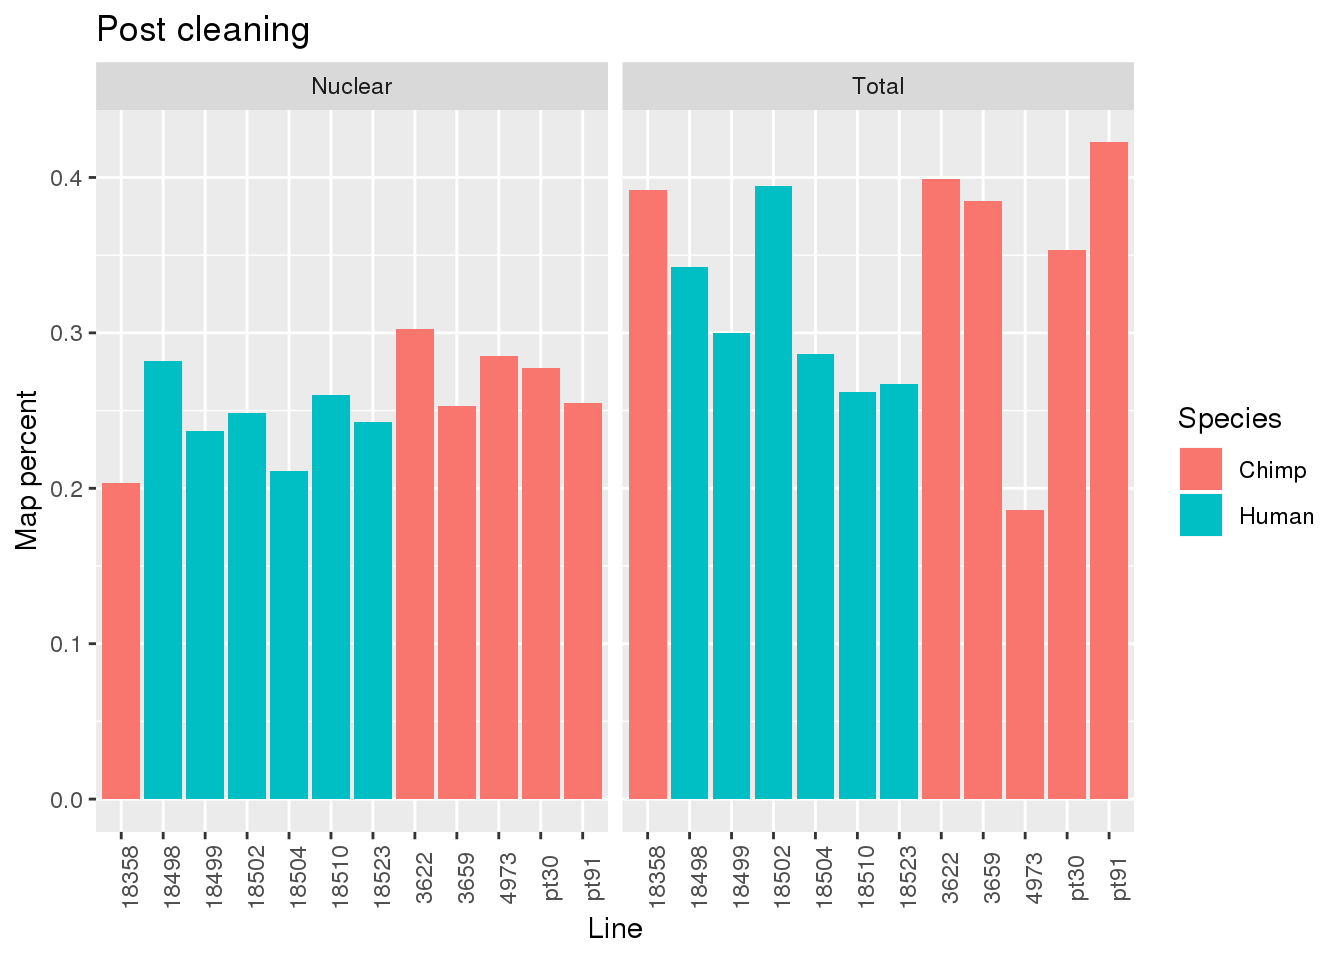 Post cleaning
Nuclear
Total
Map percent
0.4
0.3
0.2
0.1
0.0
18358
18498
18499
18502
18504
18510
18523
3622
3659
4973
pt30
pt91
18358
18498
18499
18502
18504
18510
18523
3622
3659
4973
pt30
pt91
Line
Species
Chimp
Human